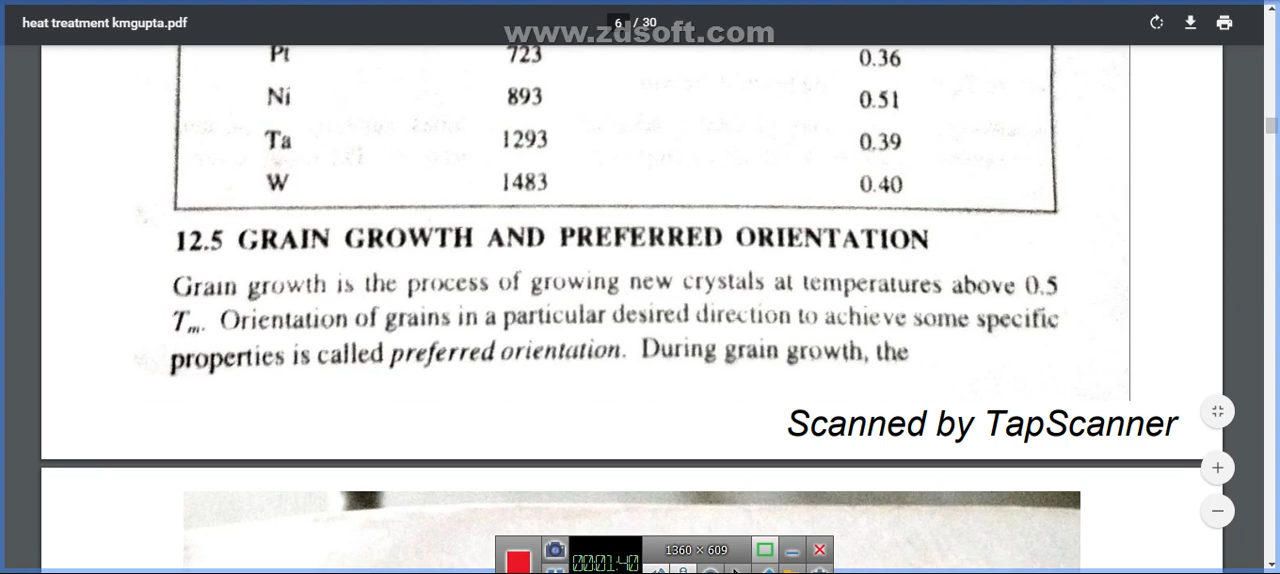 heat treatment kmgupta.pdf
6 / 30
www.zdsoft.com
Pt 723 0.36
Ni 893 0.51
Ta 1293 0.39
W 1483 0.40
12.5 GRAIN GROWTH AND PREFERRED ORIENTATION
Grain growth is the process of growing new crystals at temperatures above 0.5
Tm. Orientation of grains in a particular desired direction to achieve some specific
properties is called preferred orientation. During grain growth, the
Scanned by TapScanner
00:01:40
1360 × 609